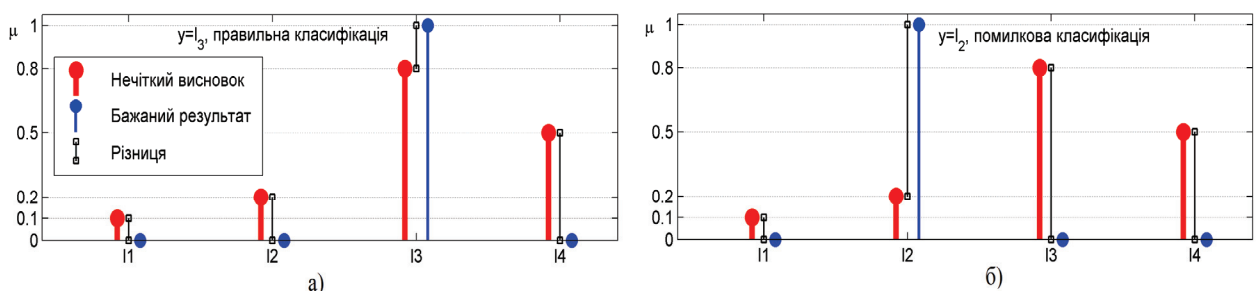 μ
1
0.8
0.5
0.2
0.1
0
y=l₃, правильна класифікація
Нечіткий висновок
Бажаний результат
Різниця
l1 l2 l3 l4
а)
μ
1
0.8
0.5
0.2
0.1
0
y=l₂, помилкова класифікація
l1 l2 l3 l4
б)